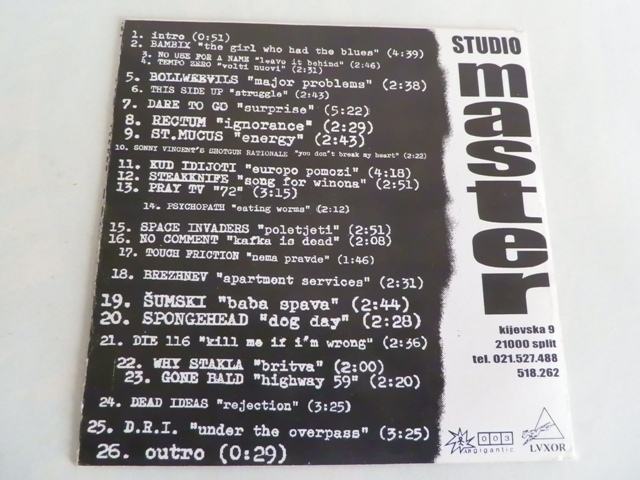 1. intro (0:51)
2. BAMBIX "the girl who had the blues" (4:39)
3. NO USE FOR A NAME "leave it behind" (2:46)
4. TEMPO ZERO "volti nuovi" (2:31)
5. BOLLWEEVILS "major problems" (2:38)
6. THIS SIDE UP "struggle" (2:43)
7. DARE TO GO "surprise" (5:22)
8. RECTUM "ignorance" (2:29)
9. ST.MUCUS "energy" (2:43)
10. SONNY VINCENT'S SHOTGUN RATIONALE "you don't break my heart" (2:22)
11. KUD IDIJOTI "europo pomozi" (4:18)
12. STEAKKNIFE "song for winona" (2:51)
13. PRAY TV "72" (3:15)
14. PSYCHOPATH "eating worms" (2:12)
15. SPACE INVADERS "poletjeti" (2:51)
16. NO COMMENT "kafka is dead" (2:08)
17. TOUCH FRICTION "nema pravde" (1:46)
18. BREZHNEV "apartment services" (2:31)
19. ŠUMSKI "baba spava" (2:44)
20. SPONGEHEAD "dog day" (2:28)
21. DIE 116 "kill me if i'm wrong" (2:36)
22. WHY STAKLA "britva" (2:00)
23. GONE BALD "highway 59" (2:20)
24. DEAD IDEAS "rejection" (3:25)
25. D.R.I. "under the overpass" (3:25)
26. outro (0:29)
STUDIO
master
kijevska 9
21000 split
tel. 021.527.488
518.262
003
gigantic
LVXOR